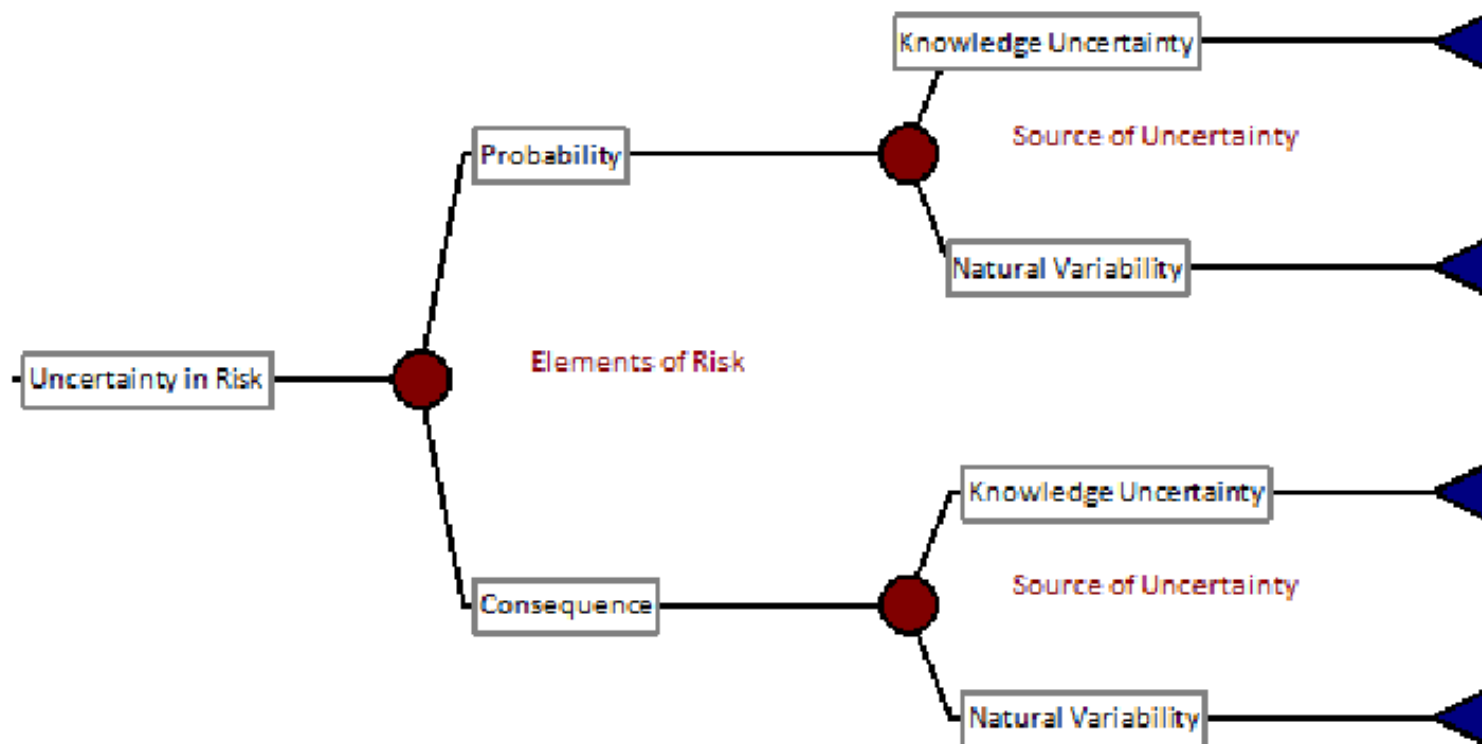 Knowledge Uncertainty
Source of Uncertainty
Probability
Natural Variability
Elements of Risk
Uncertainty in Risk
Knowledge Uncertainty
Source of Uncertainty
Consequence
Natural Variability